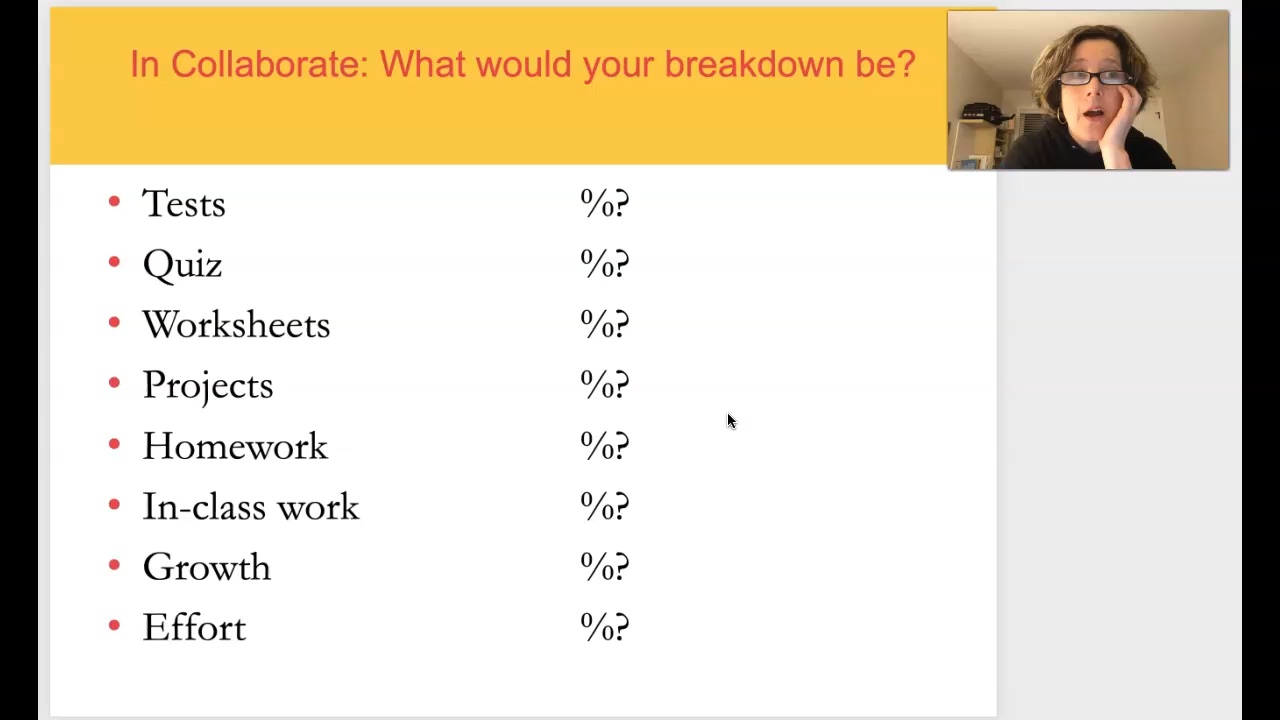 In Collaborate: What would your breakdown be?
• Tests %?
• Quiz %?
• Worksheets %?
• Projects %?
• Homework %?
• In-class work %?
• Growth %?
• Effort %?